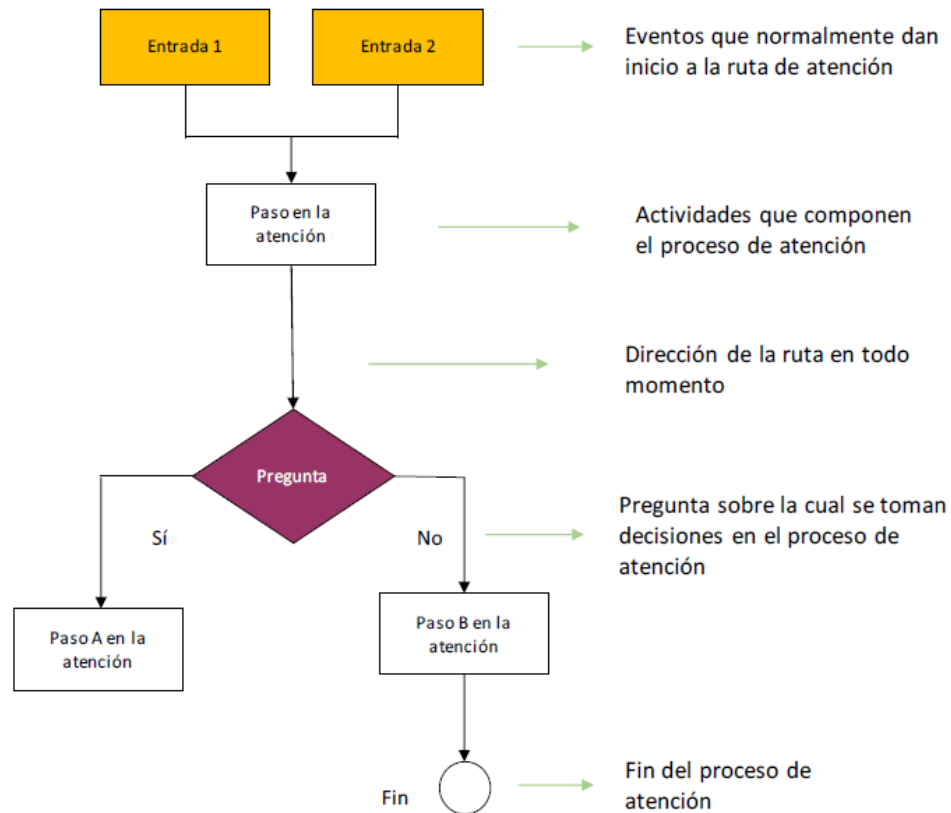 Entrada 1
Entrada 2
Eventos que normalmente dan
inicio a la ruta de atención
Paso en la
atención
Actividades que componen
el proceso de atención
Dirección de la ruta en todo
momento
Pregunta
Sí
No
Pregunta sobre la cual se toman
decisiones en el proceso de
atención
Paso A en la
atención
Paso B en la
atención
Fin
Fin del proceso de
atención